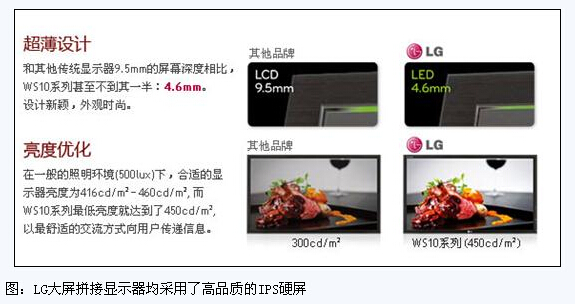 超薄设计
和其他传统显示器9.5mm的屏幕深度相比，
WS10系列甚至不到其一半：4.6mm。
设计新颖，外观时尚。
其他品牌
LG
LCD
9.5mm
LED
4.6mm
亮度优化
在一般的照明环境(500lux)下，合适的显
示器亮度为416cd/m²-460cd/m²,而
WS10系列最低亮度就达到了450cd/m²,
以最舒适的交流方式向用户传递信息。
其他品牌
LG
300cd/m²
WS10系列(450cd/m²)
图：LG大屏拼接显示器均采用了高品质的IPS硬屏